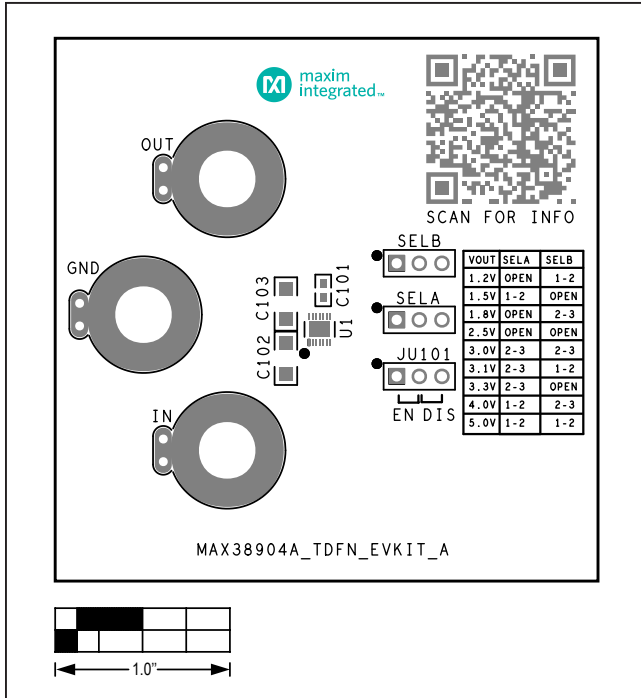 maxim
integrated™
OUT
SCAN FOR INFO
SELB
GND
C103
C101
VOUT SELA SELB
1.2V OPEN 1-2
1.5V 1-2 OPEN
1.8V OPEN 2-3
2.5V OPEN OPEN
3.0V 2-3 2-3
3.1V 2-3 1-2
3.3V 2-3 OPEN
4.0V 1-2 2-3
5.0V 1-2 1-2
SELA
U1
C102
JU101
EN DIS
IN
MAX38904A_TDFN_EVKIT_A
1.0”